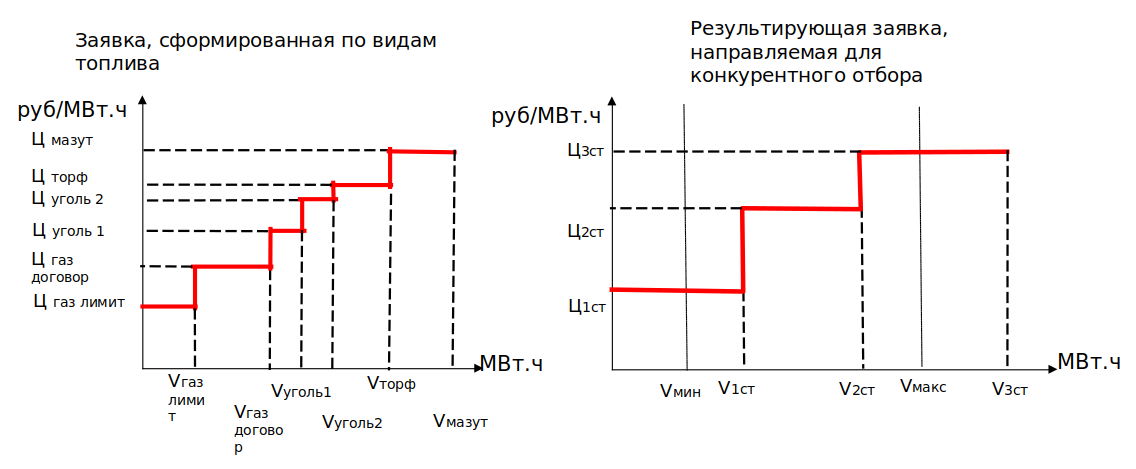 Заявка, сформированная по видам
топлива
руб/МВт.ч
Ц мазут
Ц торф
Ц уголь 2
Ц уголь 1
Ц газ
договор
Ц газ лимит
МВт.ч
Vгаз
лими
т
Vгаз
догово
р
Vуголь1
Vуголь2
Vторф
Vмазут
Результирующая заявка,
направляемая для
конкурентного отбора
руб/МВт.ч
Ц3ст
Ц2ст
Ц1ст
МВт.ч
Vмин
V1ст
V2ст
Vмакс
V3ст